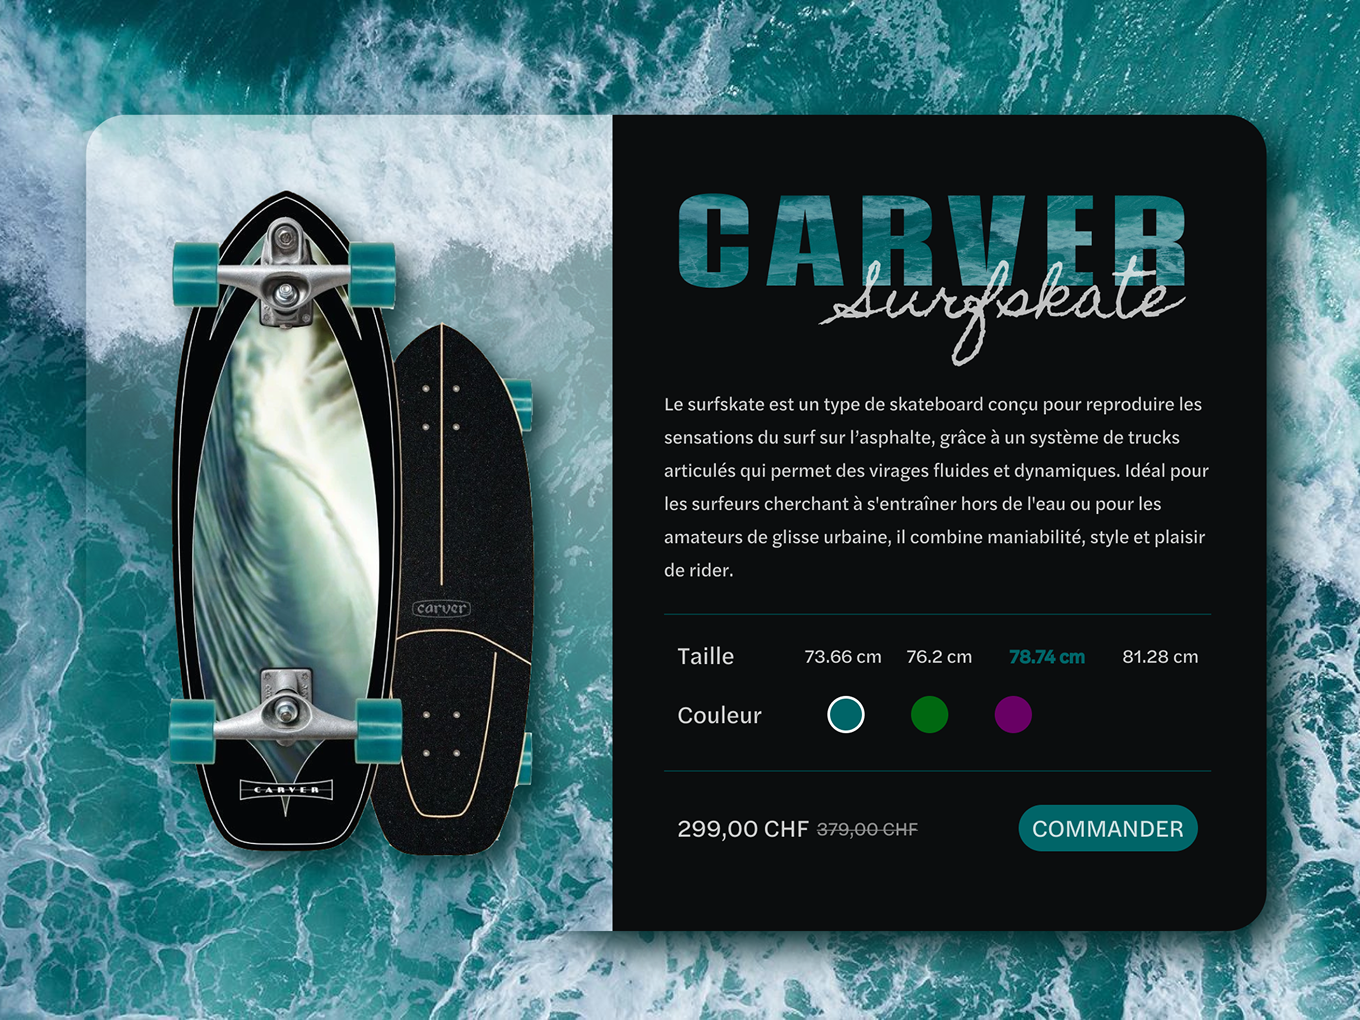 CARVER
Surfskate
Le surfskate est un type de skateboard conçu pour reproduire les
sensations du surf sur l’asphalte, grâce à un système de trucks
articulés qui permet des virages fluides et dynamiques. Idéal pour
les surfeurs cherchant à s'entraîner hors de l'eau ou pour les
amateurs de glisse urbaine, il combine maniabilité, style et plaisir
de rider.
carver
Taille 73.66 cm 76.2 cm 78.74 cm 81.28 cm
Couleur
CARVER
299,00 CHF 379,00 CHF COMMANDER